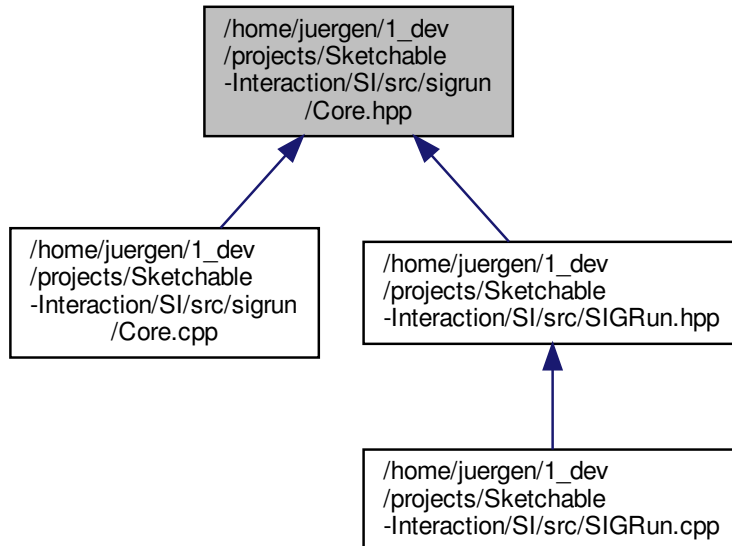 /home/juergen/1_dev
/projects/Sketchable
-Interaction/SI/src/sigrun
/Core.hpp
/home/juergen/1_dev
/projects/Sketchable
-Interaction/SI/src/sigrun
/Core.cpp
/home/juergen/1_dev
/projects/Sketchable
-Interaction/SI/src/SIGRun.hpp
/home/juergen/1_dev
/projects/Sketchable
-Interaction/SI/src/SIGRun.cpp